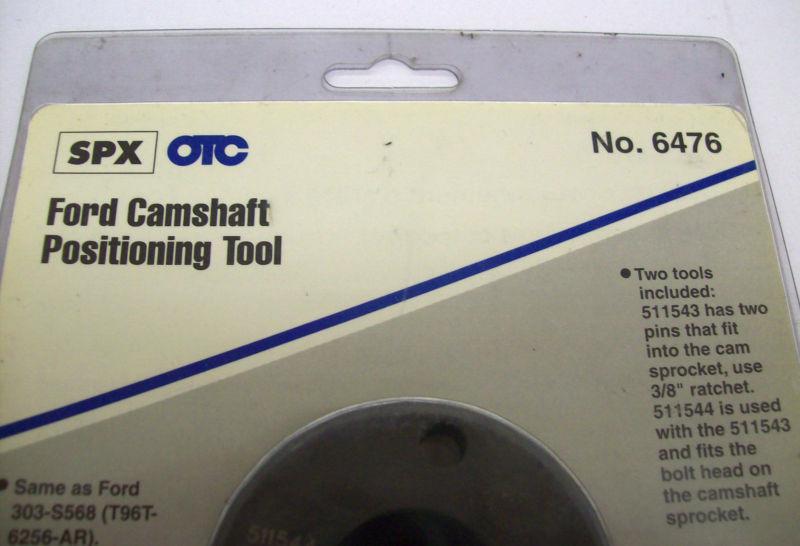 SPX OTC
No. 6476
Ford Camshaft
Positioning Tool
• Two tools
included:
511543 has two
pins that fit
into the cam
sprocket, use
3/8" ratchet.
511544 is used
with the 511543
and fits the
bolt head on
the camshaft
sprocket.
• Same as Ford
303-S568 (T96T-
6256-AR).
511544